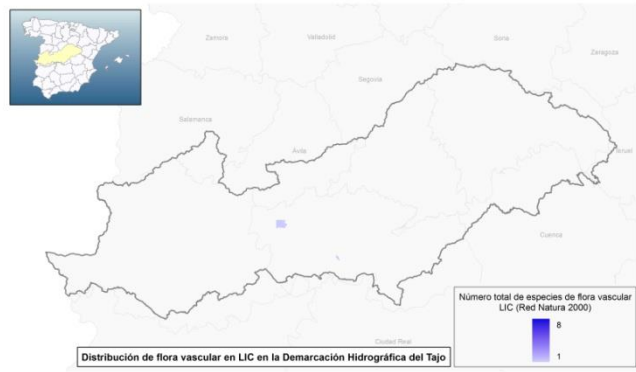 Zamora
Valladolid
Soria
Zaragoza
Segovia
Salamanca
Ávila
Teruel
Cuenca
Ciudad Real
Número total de especies de flora vascular
LIC (Red Natura 2000)
8
1
Distribución de flora vascular en LIC en la Demarcación Hidrográfica del Tajo